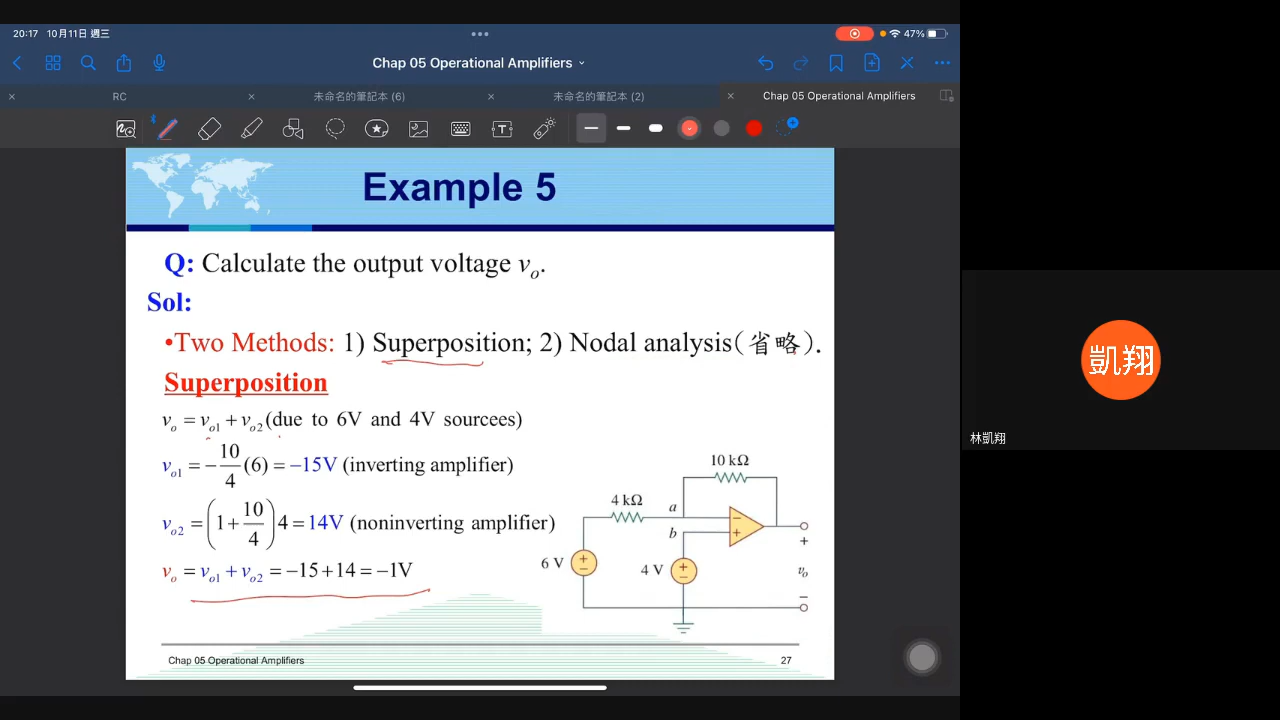 20:17 10月11日 週三
47%
Chap 05 Operational Amplifiers
RC
未命名的筆記本 (6)
未命名的筆記本 (2)
Chap 05 Operational Amplifiers
Example 5
Q: Calculate the output voltage vo.
Sol:
•Two Methods: 1) Superposition; 2) Nodal analysis(省略).
Superposition
vo = vo1 + vo2 (due to 6V and 4V sourcees)
vo1 = −10/4(6) = −15V (inverting amplifier)
vo2 = (1+10/4)4 = 14V (noninverting amplifier)
vo = vo1 + vo2 = −15+14 = −1V
10 kΩ
4 kΩ
a
b
−
+
6 V
+
−
4 V
+
−
+
vo
−
Chap 05 Operational Amplifiers
27
凱翔
林凱翔